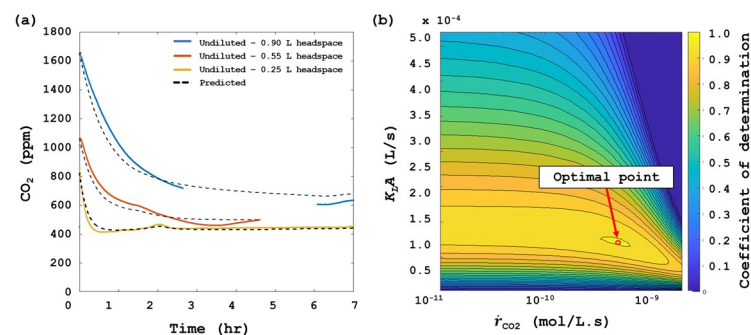 (a)
CO2 (ppm)
1800
1600
1400
1200
1000
800
600
400
200
0
Undiluted - 0.90 L headspace
Undiluted - 0.55 L headspace
Undiluted - 0.25 L headspace
Predicted
0 1 2 3 4 5 6 7
Time (hr)
(b)
x 10⁻⁴
K_L A (L/s)
5.0
4.5
4.0
3.5
3.0
2.5
2.0
1.5
1.0
0.5
Optimal point
10⁻¹¹ 10⁻¹⁰ 10⁻⁹
ṙCO2 (mol/L.s)
1.0
0.9
0.8
0.7
0.6
0.5
0.4
0.3
0.2
0.1
0
Coefficient of determination